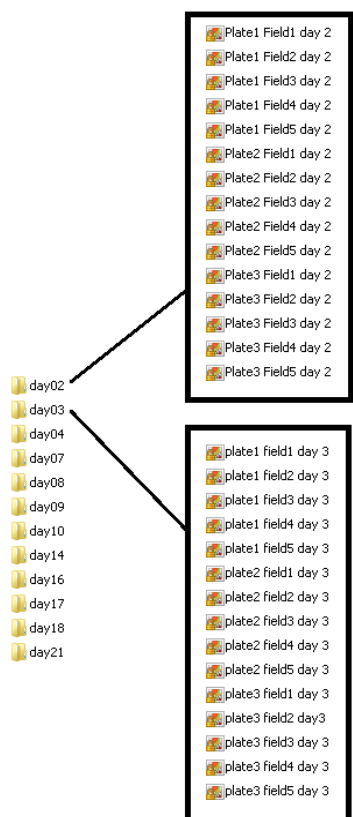 Plate1 Field1 day 2
Plate1 Field2 day 2
Plate1 Field3 day 2
Plate1 Field4 day 2
Plate1 Field5 day 2
Plate2 Field1 day 2
Plate2 Field2 day 2
Plate2 Field3 day 2
Plate2 Field4 day 2
Plate2 Field5 day 2
Plate3 Field1 day 2
Plate3 Field2 day 2
Plate3 Field3 day 2
Plate3 Field4 day 2
Plate3 Field5 day 2
day02
day03
day04
day07
day08
day09
day10
day14
day16
day17
day18
day21
plate1 field1 day 3
plate1 field2 day 3
plate1 field3 day 3
plate1 field4 day 3
plate1 field5 day 3
plate2 field1 day 3
plate2 field2 day 3
plate2 field3 day 3
plate2 field4 day 3
plate2 field5 day 3
plate3 field1 day 3
plate3 field2 day3
plate3 field3 day 3
plate3 field4 day 3
plate3 field5 day 3